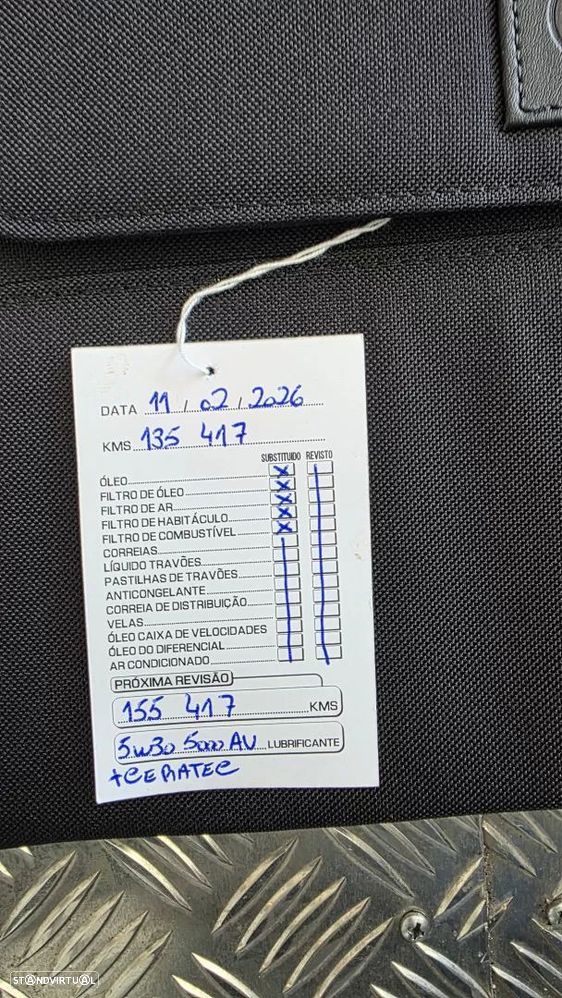 DATA 11 / 02 / 2026
KMS 135 417
SUBSTITUIDO REVISTO
ÓLEO
FILTRO DE ÓLEO
FILTRO DE AR
FILTRO DE HABITÁCULO
FILTRO DE COMBUSTÍVEL
CORREIAS
LÍQUIDO TRAVÕES
PASTILHAS DE TRAVÕES
ANTICONGELANTE
CORREIA DE DISTRIBUIÇÃO
VELAS
ÓLEO CAIXA DE VELOCIDADES
ÓLEO DO DIFERENCIAL
AR CONDICIONADO
PRÓXIMA REVISÃO
155 417 KMS
5W30 5000 AV LUBRIFICANTE
+CERATEC
STANDVIRTUAL